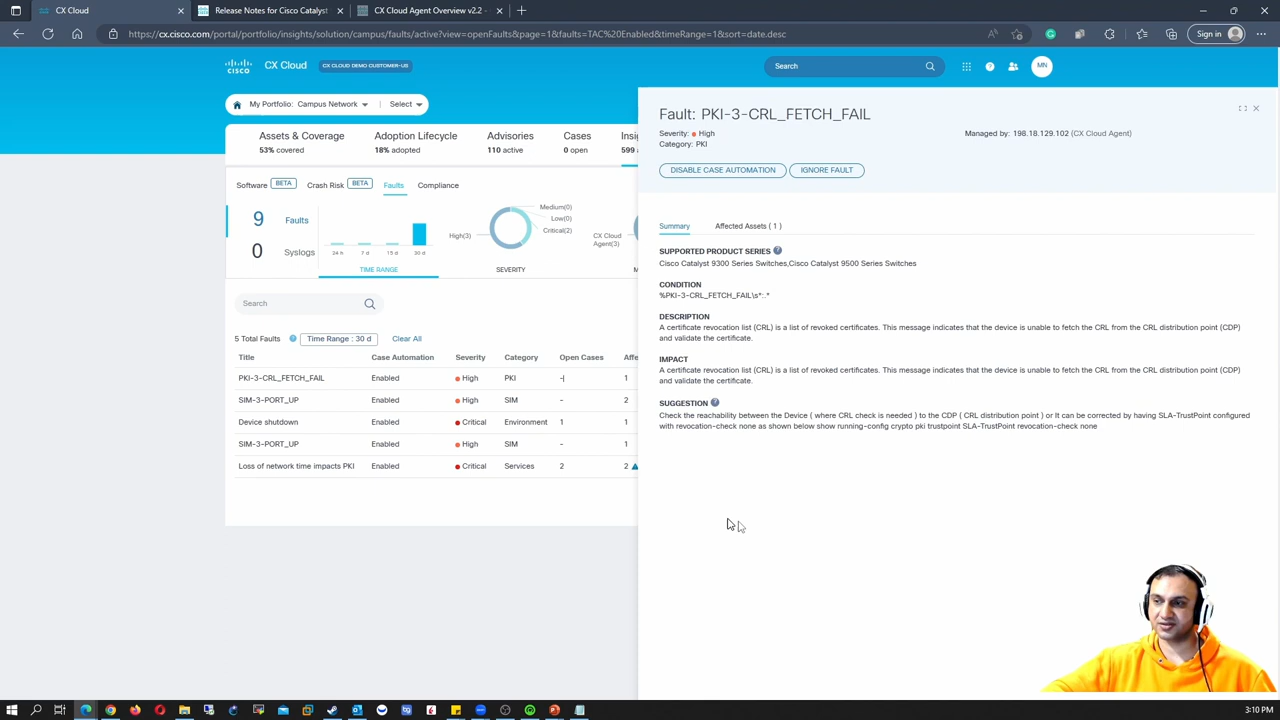 CX Cloud
Release Notes for Cisco Catalyst
CX Cloud Agent Overview v2.2 -
https://cx.cisco.com/portal/portfolio/insights/solution/campus/faults/active?view=openFaults&page=1&faults=TAC%20Enabled&timeRange=1&sort=date.desc
Sign in
CISCO
CX Cloud
CX CLOUD DEMO CUSTOMER-US
Search
MN
My Portfolio: Campus Network
Select
Assets & Coverage
53% covered
Adoption Lifecycle
18% adopted
Advisories
110 active
Cases
0 open
Insi
599 a
Software BETA
Crash Risk BETA
Faults
Compliance
9 Faults
0 Syslogs
24 h 7 d 15 d 30 d
TIME RANGE
Medium(0)
Low(0)
Critical(2)
High(3)
SEVERITY
CX Cloud
Agent(3)
M
Search
5 Total Faults
Time Range : 30 d
Clear All
Title Case Automation Severity Category Open Cases Affe
PKI-3-CRL_FETCH_FAIL Enabled High PKI - 1
SIM-3-PORT_UP Enabled High SIM - 2
Device shutdown Enabled Critical Environment 1 1
SIM-3-PORT_UP Enabled High SIM - 1
Loss of network time impacts PKI Enabled Critical Services 2 2
Fault: PKI-3-CRL_FETCH_FAIL
Severity: High
Category: PKI
Managed by: 198.18.129.102 (CX Cloud Agent)
DISABLE CASE AUTOMATION
IGNORE FAULT
Summary
Affected Assets ( 1 )
SUPPORTED PRODUCT SERIES
Cisco Catalyst 9300 Series Switches,Cisco Catalyst 9500 Series Switches
CONDITION
%PKI-3-CRL_FETCH_FAIL\s*:.*
DESCRIPTION
A certificate revocation list (CRL) is a list of revoked certificates. This message indicates that the device is unable to fetch the CRL from the CRL distribution point (CDP)
and validate the certificate.
IMPACT
A certificate revocation list (CRL) is a list of revoked certificates. This message indicates that the device is unable to fetch the CRL from the CRL distribution point (CDP)
and validate the certificate.
SUGGESTION
Check the reachability between the Device ( where CRL check is needed ) to the CDP ( CRL distribution point ) or It can be corrected by having SLA-TrustPoint configured
with revocation-check none as shown below show running-config crypto pki trustpoint SLA-TrustPoint revocation-check none
3:10 PM